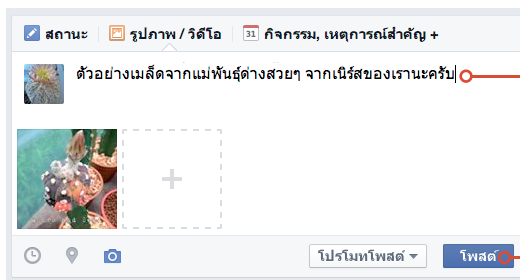 สถานะ รูปภาพ / วิดีโอ 31 กิจกรรม, เหตุการณ์สำคัญ +
ตัวอย่างเมล็ดจากแม่พันธุ์ด่างสวยๆ จากเนิร์สของเรานะครับ
โปรโมทโพสต์ โพสต์